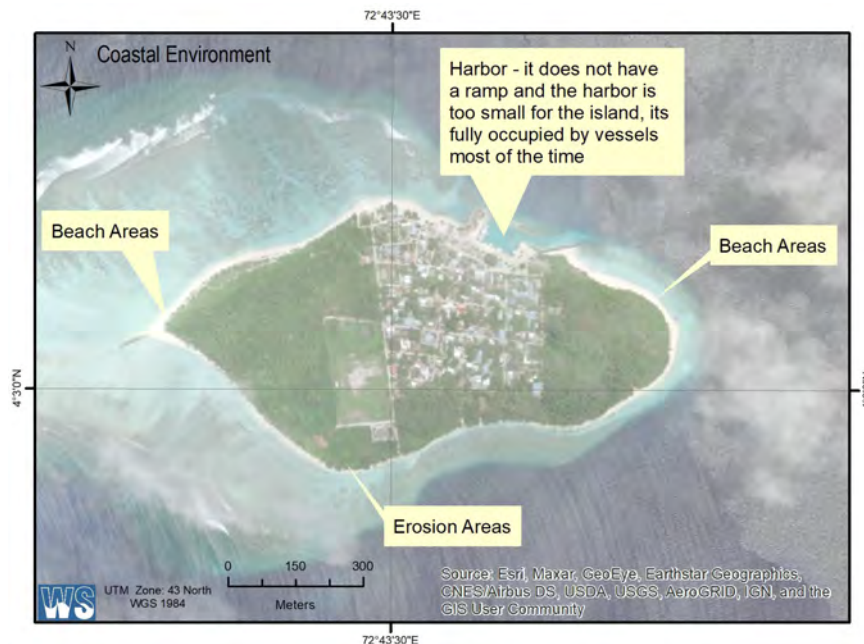 72°43'30"E
N
Coastal Environment
Harbor - it does not have
a ramp and the harbor is
too small for the island, its
fully occupied by vessels
most of the time
Beach Areas
Beach Areas
4°3'0"N
Erosion Areas
0 150 300
Meters
WS
UTM Zone: 43 North
WGS 1984
Source: Esri, Maxar, GeoEye, Earthstar Geographics,
CNES/Airbus DS, USDA, USGS, AeroGRID, IGN, and the
GIS User Community
72°43'30"E